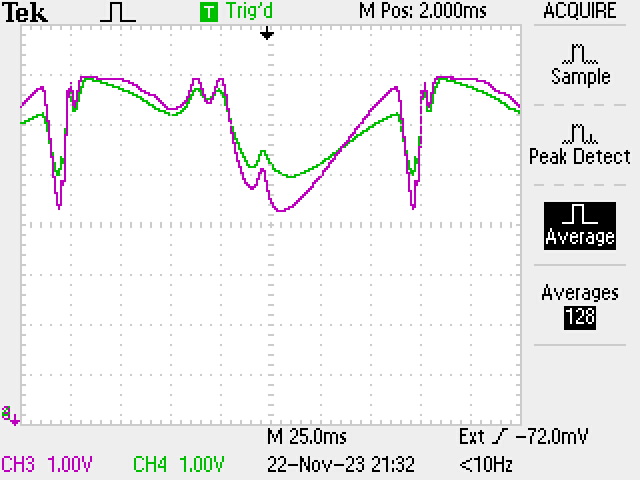 Tek T Trig'd M Pos: 2.000ms ACQUIRE
Sample
Peak Detect
Average
Averages
128
M 25.0ms Ext -72.0mV
CH3 1.00V CH4 1.00V 22-Nov-23 21:32 <10Hz